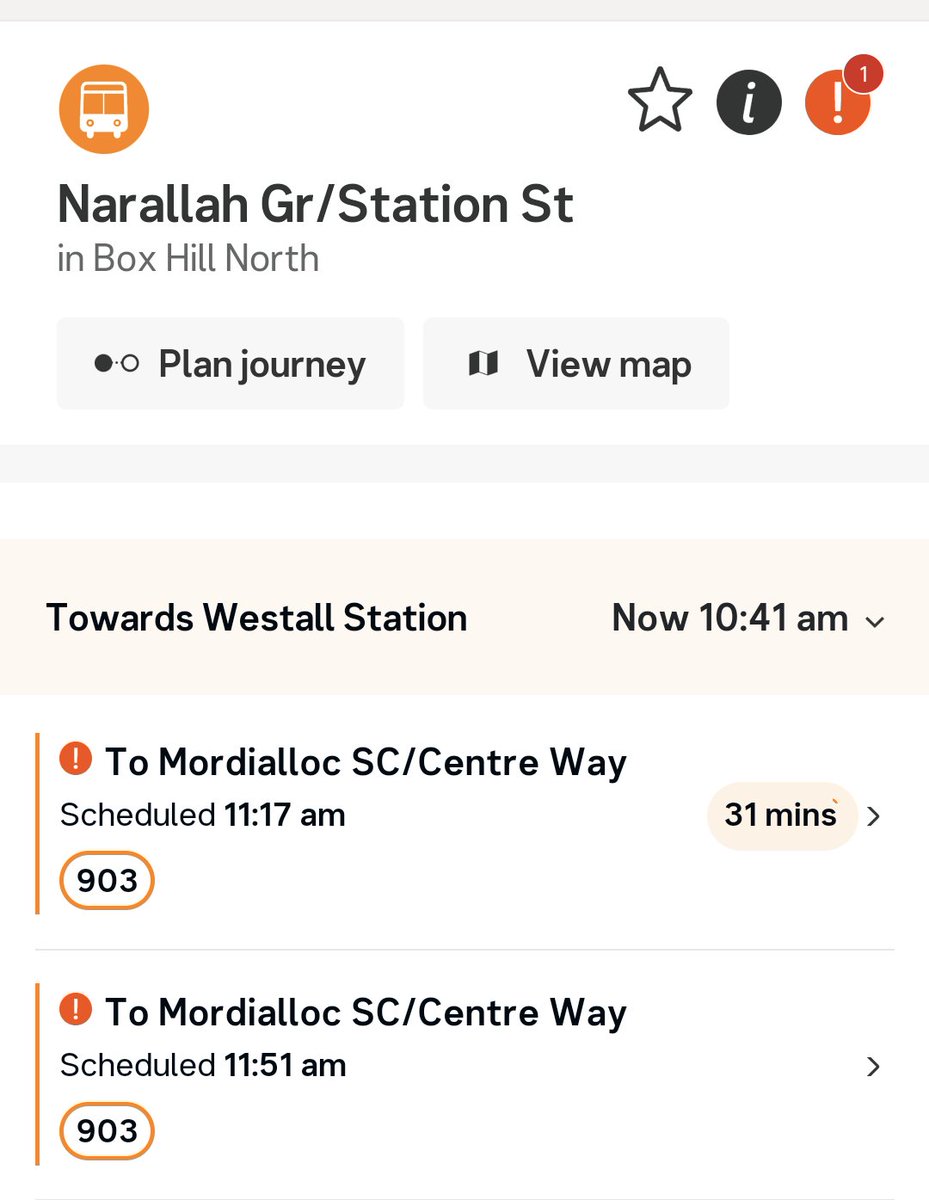 1
Narallah Gr/Station St
in Box Hill North
Plan journey
View map
Towards Westall Station
Now 10:41 am
To Mordialloc SC/Centre Way
Scheduled 11:17 am
31 mins
903
To Mordialloc SC/Centre Way
Scheduled 11:51 am
903